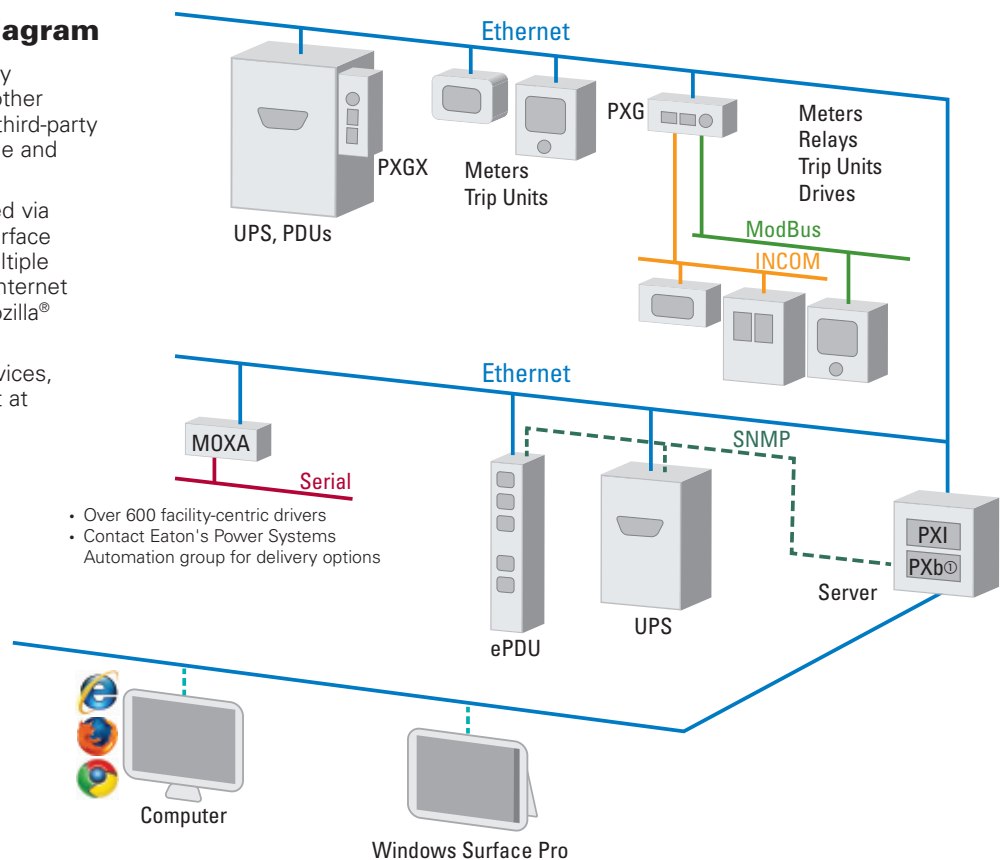 agram
y
other
third-party
e and
ed via
rface
ltiple
nternet
zilla®
vices,
t at
Ethernet
PXGX
UPS, PDUs
Meters
Trip Units
PXG
Meters
Relays
Trip Units
Drives
ModBus
INCOM
Ethernet
MOXA
Serial
• Over 600 facility-centric drivers
• Contact Eaton's Power Systems
Automation group for delivery options
SNMP
ePDU
UPS
PXI
PXb①
Server
Computer
Windows Surface Pro